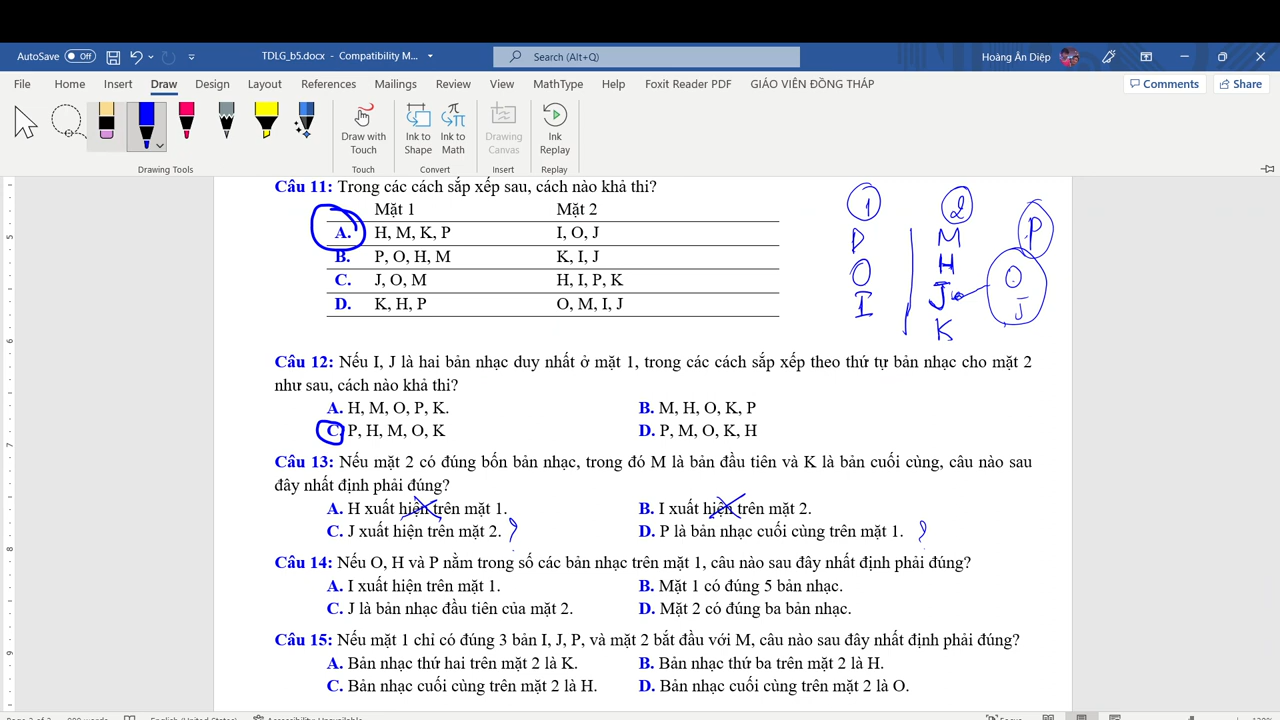 AutoSave Off TDLG_b5.docx - Compatibility M... Search (Alt+Q) Hoàng Ân Diệp
File Home Insert Draw Design Layout References Mailings Review View MathType Help Foxit Reader PDF GIÁO VIÊN ĐỒNG THÁP Comments Share
Draw with Touch
Ink to Shape
Ink to Math
Drawing Canvas
Ink Replay
Drawing Tools Touch Convert Insert Replay
Câu 11: Trong các cách sắp xếp sau, cách nào khả thi?
Mặt 1 Mặt 2
A. H, M, K, P I, O, J
B. P, O, H, M K, I, J
C. J, O, M H, I, P, K
D. K, H, P O, M, I, J
1 2
M P
O H O
I J J
K
Câu 12: Nếu I, J là hai bản nhạc duy nhất ở mặt 1, trong các cách sắp xếp theo thứ tự bản nhạc cho mặt 2
như sau, cách nào khả thi?
A. H, M, O, P, K. B. M, H, O, K, P
C. P, H, M, O, K D. P, M, O, K, H
Câu 13: Nếu mặt 2 có đúng bốn bản nhạc, trong đó M là bản đầu tiên và K là bản cuối cùng, câu nào sau
đây nhất định phải đúng?
A. H xuất hiện trên mặt 1. B. I xuất hiện trên mặt 2.
C. J xuất hiện trên mặt 2. ? D. P là bản nhạc cuối cùng trên mặt 1. ?
Câu 14: Nếu O, H và P nằm trong số các bản nhạc trên mặt 1, câu nào sau đây nhất định phải đúng?
A. I xuất hiện trên mặt 1. B. Mặt 1 có đúng 5 bản nhạc.
C. J là bản nhạc đầu tiên của mặt 2. D. Mặt 2 có đúng ba bản nhạc.
Câu 15: Nếu mặt 1 chỉ có đúng 3 bản I, J, P, và mặt 2 bắt đầu với M, câu nào sau đây nhất định phải đúng?
A. Bản nhạc thứ hai trên mặt 2 là K. B. Bản nhạc thứ ba trên mặt 2 là H.
C. Bản nhạc cuối cùng trên mặt 2 là H. D. Bản nhạc cuối cùng trên mặt 2 là O.